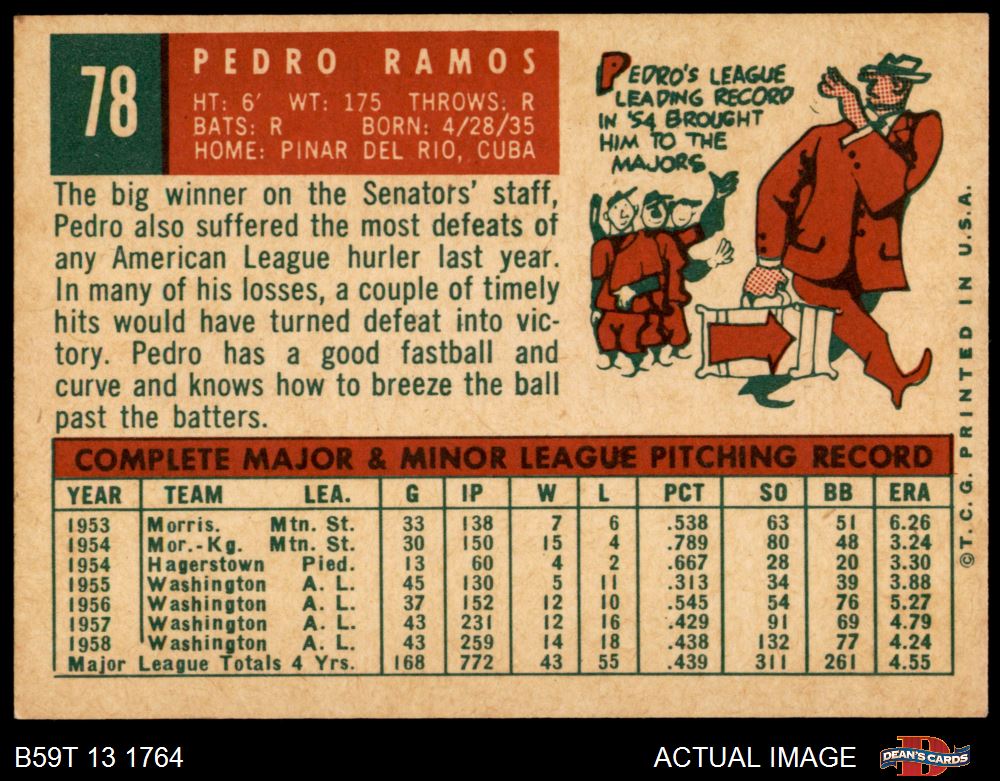 78
PEDRO RAMOS
HT: 6' WT: 175 THROWS: R
BATS: R BORN: 4/28/35
HOME: PINAR DEL RIO, CUBA
PEDRO'S LEAGUE
LEADING RECORD
IN '54 BROUGHT
HIM TO THE
MAJORS
The big winner on the Senators' staff,
Pedro also suffered the most defeats of
any American League hurler last year.
In many of his losses, a couple of timely
hits would have turned defeat into vic-
tory. Pedro has a good fastball and
curve and knows how to breeze the ball
past the batters.
COMPLETE MAJOR & MINOR LEAGUE PITCHING RECORD
YEAR TEAM LEA. G IP W L PCT SO BB ERA
1953 Morris. Mtn. St. 33 138 7 6 .538 63 51 6.26
1954 Mor.-Kg. Mtn. St. 30 150 15 4 .789 80 48 3.24
1954 Hagerstown Pied. 13 60 4 2 .667 28 20 3.30
1955 Washington A. L. 45 130 5 11 .313 34 39 3.88
1956 Washington A. L. 37 152 12 10 .545 54 76 5.27
1957 Washington A. L. 43 231 12 16 .429 91 69 4.79
1958 Washington A. L. 43 259 14 18 .438 132 77 4.24
Major League Totals 4 Yrs. 168 772 43 55 .439 311 261 4.55
©T.C.G. PRINTED IN U.S.A.
B59T 13 1764
ACTUAL IMAGE
D
DEAN'S CARDS